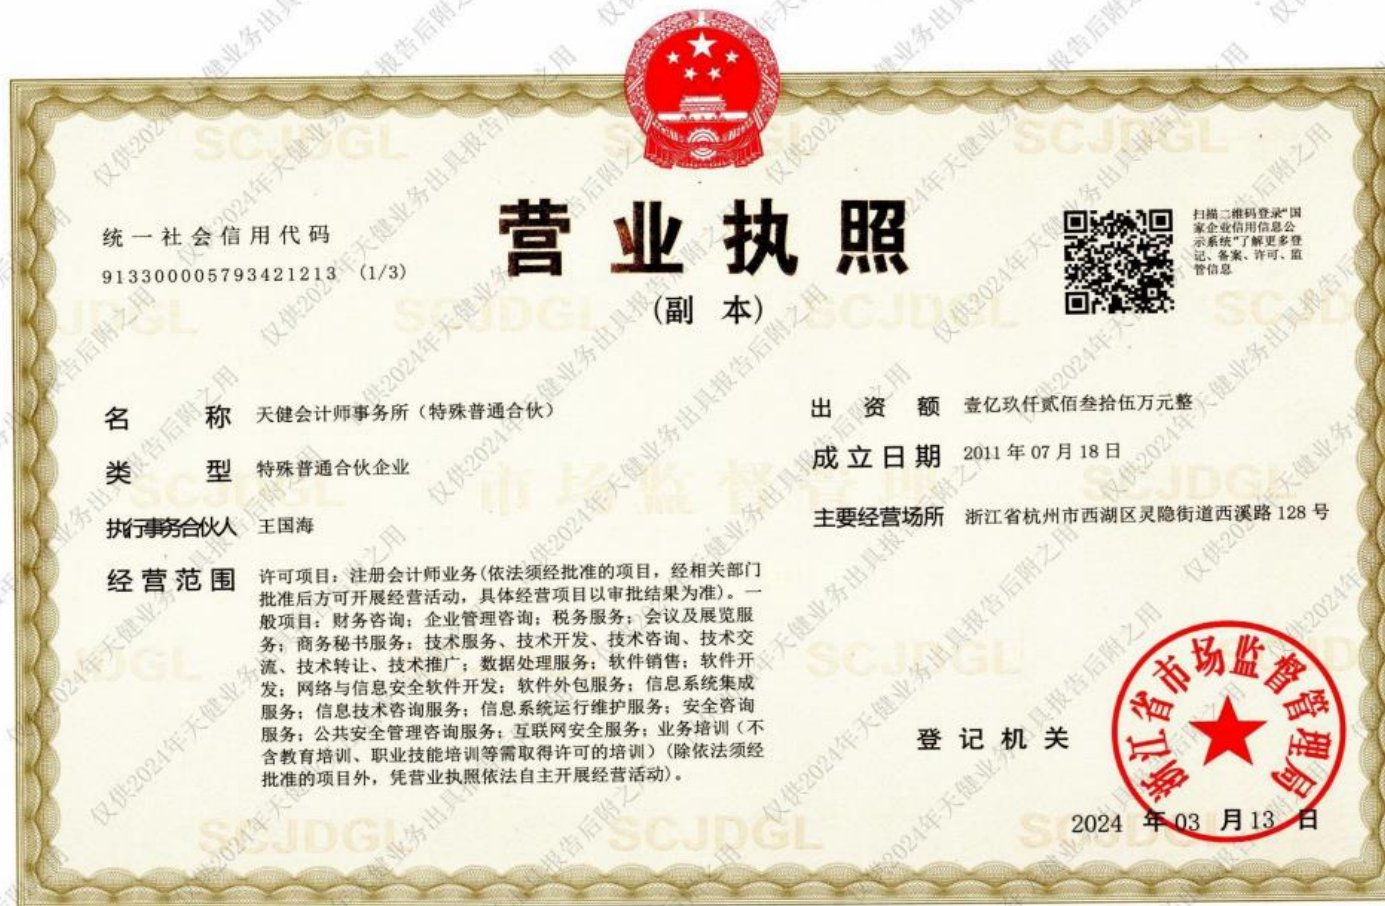 营业执照
(副 本)
统一社会信用代码
913300005793421213 (1/3)
扫描二维码登录“国
家企业信用信息公
示系统”了解更多登
记、备案、许可、监
管信息
名 称 天健会计师事务所（特殊普通合伙）
类 型 特殊普通合伙企业
执行事务合伙人 王国海
经营范围 许可项目：注册会计师业务(依法须经批准的项目，经相关部门
批准后方可开展经营活动，具体经营项目以审批结果为准)。一
般项目：财务咨询；企业管理咨询；税务服务；会议及展览服
务；商务秘书服务；技术服务、技术开发、技术咨询、技术交
流、技术转让、技术推广；数据处理服务；软件销售；软件开
发；网络与信息安全软件开发；软件外包服务；信息系统集成
服务；信息技术咨询服务；信息系统运行维护服务；安全咨询
服务；公共安全管理咨询服务；互联网安全服务；业务培训（不
含教育培训、职业技能培训等需取得许可的培训）(除依法须经
批准的项目外，凭营业执照依法自主开展经营活动)。
出 资 额 壹亿玖仟贰佰叁拾伍万元整
成立日期 2011年07月18日
主要经营场所 浙江省杭州市西湖区灵隐街道西溪路128号
登记机关
浙江省市场监督管理局
2024 年 03 月 13 日
SCJDGL
市场监督管理
仅供2024年天健业务出具报告后附之用